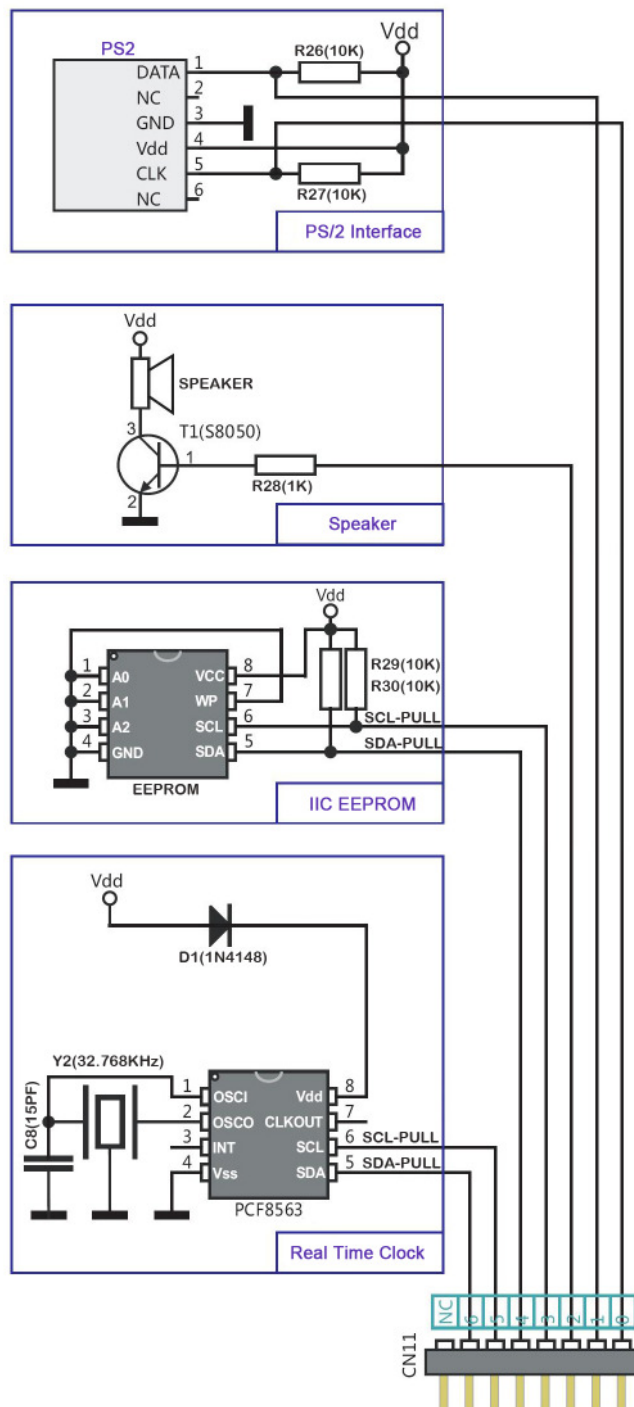 PS2
DATA 1
NC 2
GND 3
Vdd 4
CLK 5
NC 6
R26(10K)
Vdd
R27(10K)
PS/2 Interface
Vdd
SPEAKER
3
T1(S8050)
1
R28(1K)
2
Speaker
Vdd
1 A0 VCC 8
2 A1 WP 7
3 A2 SCL 6
4 GND SDA 5
EEPROM
R29(10K)
R30(10K)
SCL-PULL
SDA-PULL
IIC EEPROM
Vdd
D1(1N4148)
Y2(32.768KHz)
C8(15PF)
1 OSCI Vdd 8
2 OSCO CLKOUT 7
3 INT SCL 6 SCL-PULL
4 Vss SDA 5 SDA-PULL
PCF8563
Real Time Clock
CN11
NC 6 5 4 3 2 1 0